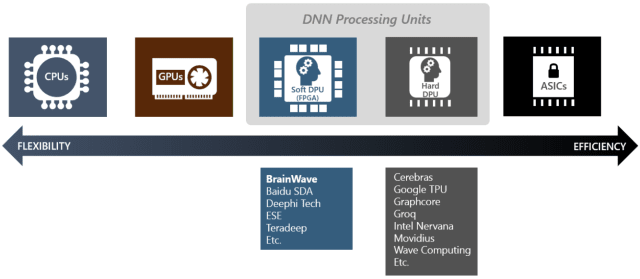 DNN Processing Units
CPUs
GPUs
Soft DPU
(FPGA)
Hard
DPU
ASICs
FLEXIBILITY
EFFICIENCY
BrainWave
Baidu SDA
Deephi Tech
ESE
Teradeep
Etc.
Cerebras
Google TPU
Graphcore
Groq
Intel Nervana
Movidius
Wave Computing
Etc.